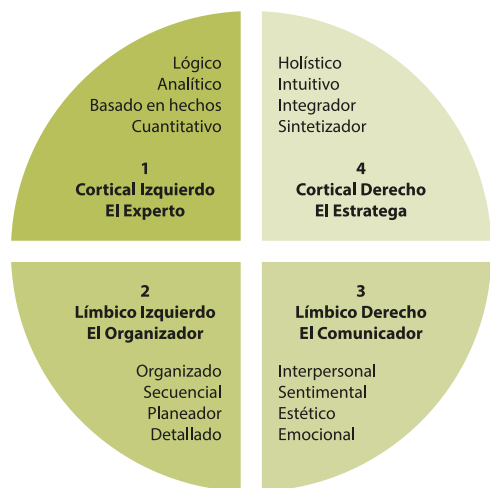 Lógico
Analítico
Basado en hechos
Cuantitativo
1
Cortical Izquierdo
El Experto
Holístico
Intuitivo
Integrador
Sintetizador
4
Cortical Derecho
El Estratega
2
Límbico Izquierdo
El Organizador
Organizado
Secuencial
Planeador
Detallado
3
Límbico Derecho
El Comunicador
Interpersonal
Sentimental
Estético
Emocional